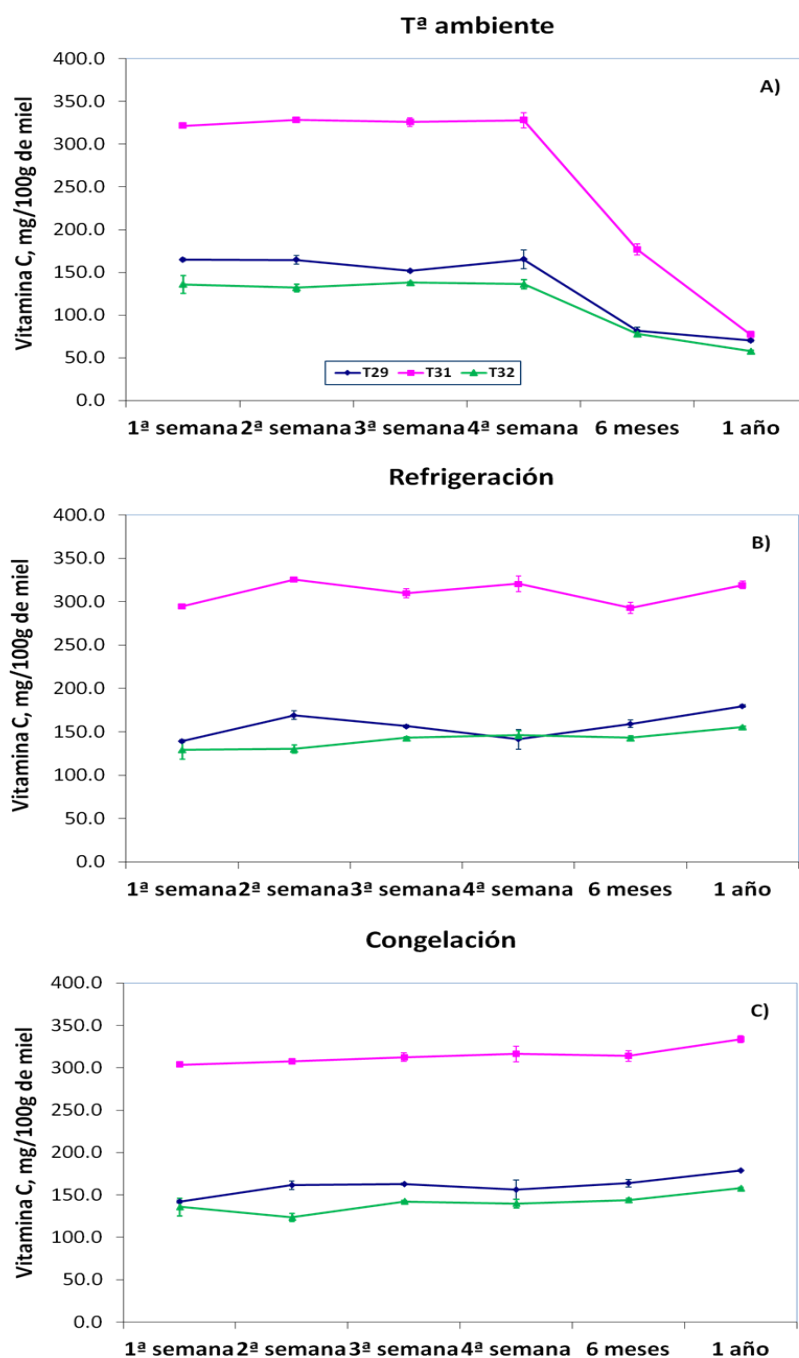 Tª ambiente
A)
Vitamina C, mg/100g de miel
400.0
350.0
300.0
250.0
200.0
150.0
100.0
50.0
0.0
T29 T31 T32
1ª semana 2ª semana 3ª semana 4ª semana 6 meses 1 año
Refrigeración
B)
Vitamina C, mg/100g de miel
400.0
350.0
300.0
250.0
200.0
150.0
100.0
50.0
0.0
1ª semana 2ª semana 3ª semana 4ª semana 6 meses 1 año
Congelación
C)
Vitamina C, mg/100g de miel
400.0
350.0
300.0
250.0
200.0
150.0
100.0
50.0
0.0
1ª semana 2ª semana 3ª semana 4ª semana 6 meses 1 año